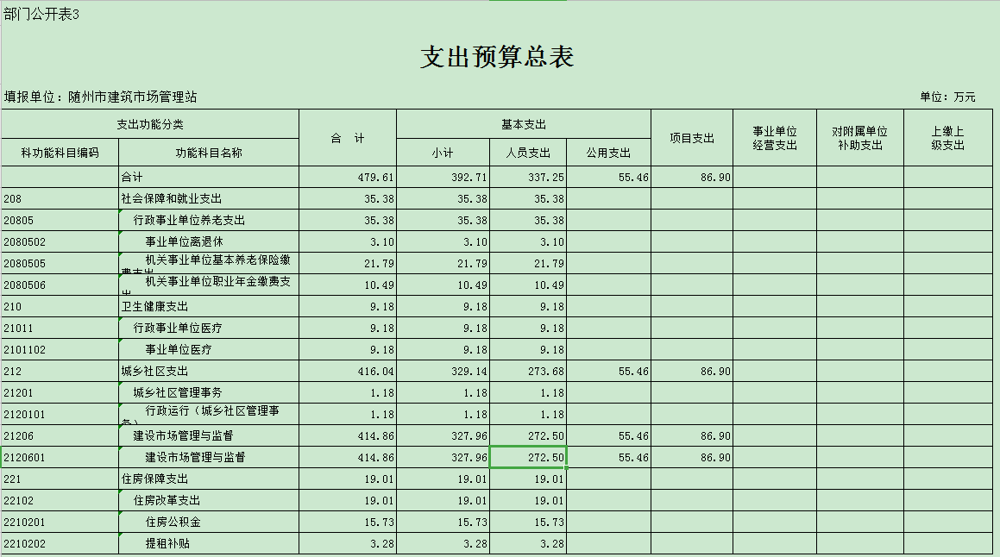 部门公开表3
支出预算总表
填报单位：随州市建筑市场管理站 单位：万元
支出功能分类 合 计 基本支出 项目支出 事业单位经营支出 对附属单位补助支出 上缴上级支出
科功能科目编码 功能科目名称 小计 人员支出 公用支出
合计 479.61 392.71 337.25 55.46 86.90
208 社会保障和就业支出 35.38 35.38 35.38
20805 行政事业单位养老支出 35.38 35.38 35.38
2080502 事业单位离退休 3.10 3.10 3.10
2080505 机关事业单位基本养老保险缴费支出 21.79 21.79 21.79
2080506 机关事业单位职业年金缴费支出 10.49 10.49 10.49
210 卫生健康支出 9.18 9.18 9.18
21011 行政事业单位医疗 9.18 9.18 9.18
2101102 事业单位医疗 9.18 9.18 9.18
212 城乡社区支出 416.04 329.14 273.68 55.46 86.90
21201 城乡社区管理事务 1.18 1.18 1.18
2120101 行政运行（城乡社区管理事务） 1.18 1.18 1.18
21206 建设市场管理与监督 414.86 327.96 272.50 55.46 86.90
2120601 建设市场管理与监督 414.86 327.96 272.50 55.46 86.90
221 住房保障支出 19.01 19.01 19.01
22102 住房改革支出 19.01 19.01 19.01
2210201 住房公积金 15.73 15.73 15.73
2210202 提租补贴 3.28 3.28 3.28